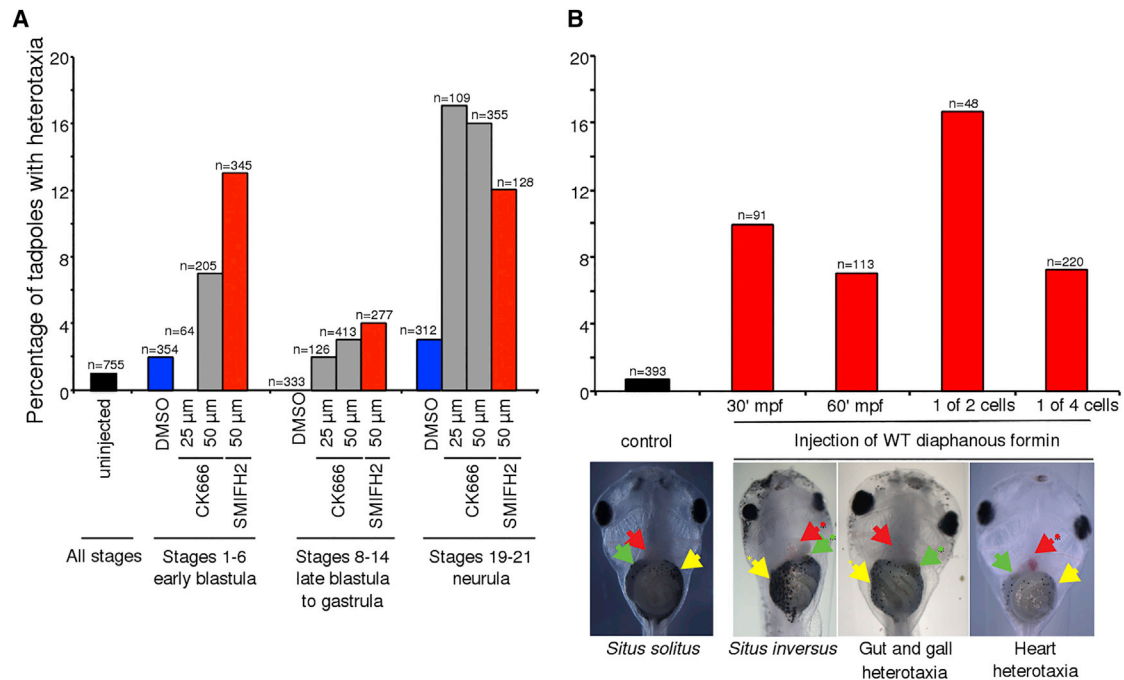 A
Percentage of tadpoles with heterotaxia
20
16
12
8
4
0
n=755
n=354
n=64
n=205
n=345
n=333
n=126
n=413
n=277
n=312
n=109
n=355
n=128
uninjected
DMSO
25 µm
50 µm
50 µm
CK666
SMIFH2
DMSO
25 µm
50 µm
50 µm
CK666
SMIFH2
DMSO
25 µm
50 µm
50 µm
CK666
SMIFH2
All stages
Stages 1-6
early blastula
Stages 8-14
late blastula
to gastrula
Stages 19-21
neurula
B
20
16
12
8
4
0
n=393
n=91
n=113
n=48
n=220
30' mpf
60' mpf
1 of 2 cells
1 of 4 cells
control
Injection of WT diaphanous formin
Situs solitus
Situs inversus
Gut and gall
heterotaxia
Heart
heterotaxia